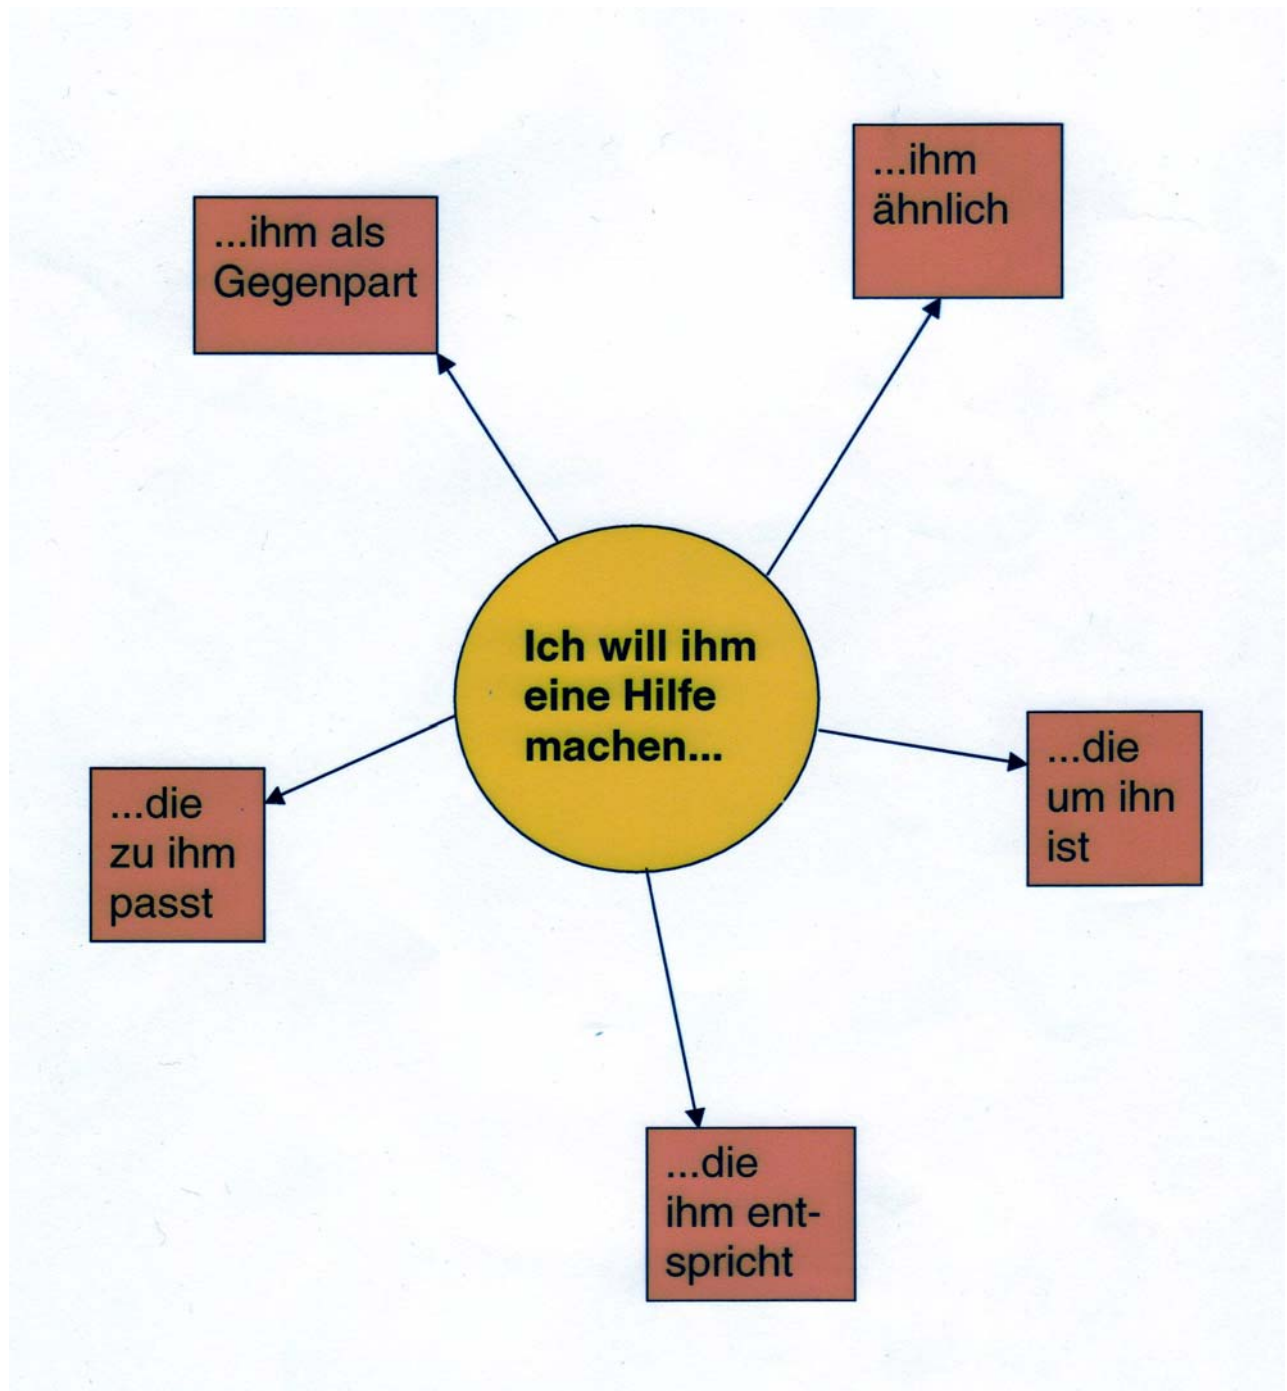 ...ihm als
Gegenpart
...ihm
ähnlich
Ich will ihm
eine Hilfe
machen...
...die
um ihn
ist
...die
zu ihm
passt
...die
ihm ent-
spricht